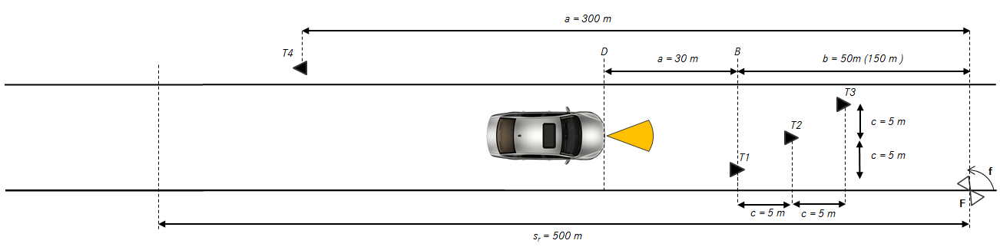 a = 300 m
T4
D
B
a = 30 m
b = 50m (150 m )
T3
c = 5 m
T2
c = 5 m
T1
f
F
c = 5 m
c = 5 m
sr = 500 m